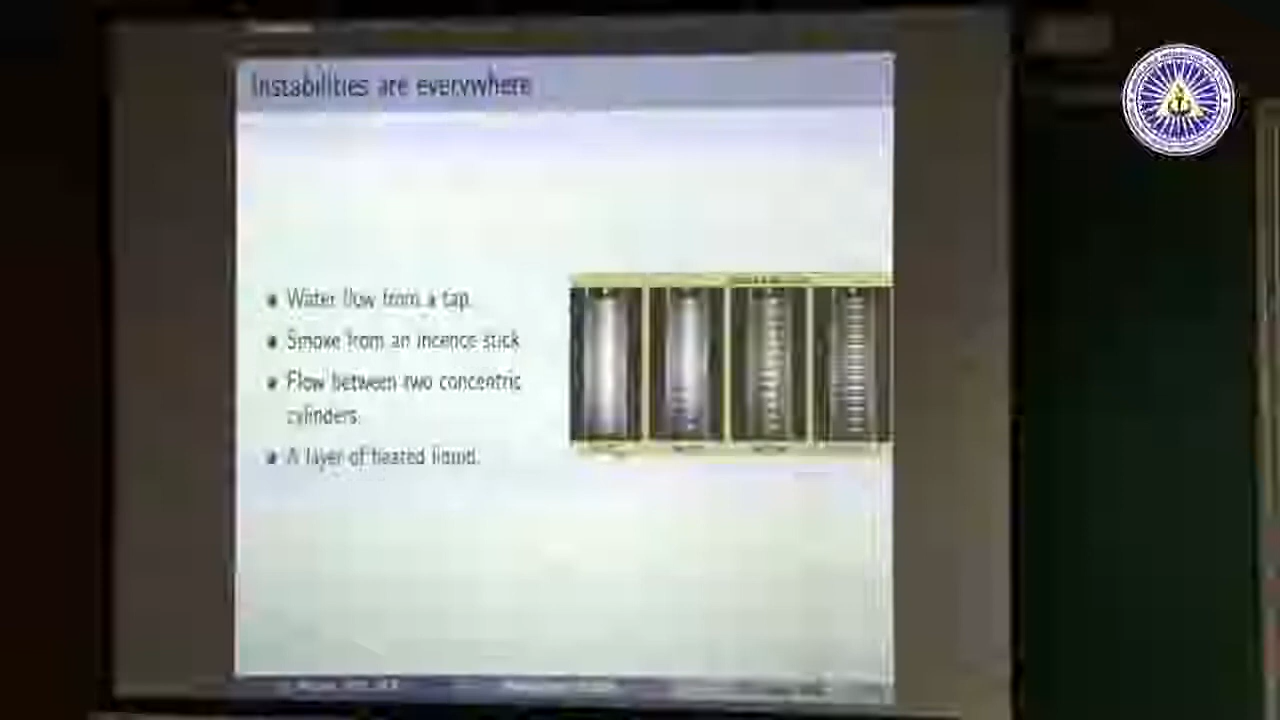 Instabilities are everywhere
Water flow from a tap.
Smoke from an incence stick
Flow between two concentric
cylinders.
A layer of heated liquid.